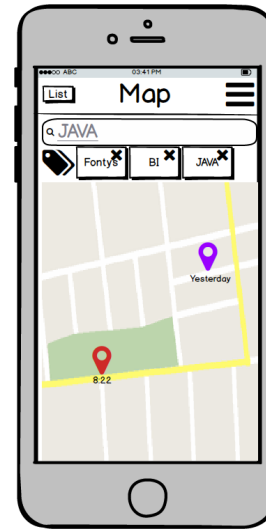 ABC 03:41 PM
List Map
JAVA
Fontys BI JAVA
Yesterday
8:22